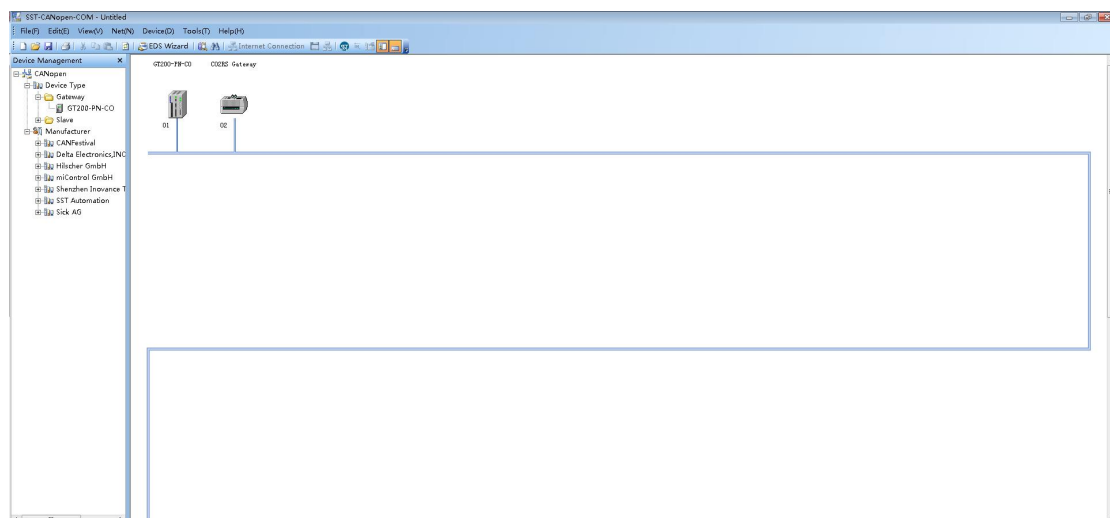 SST-CANopen-COM - Untitled
File(F) Edit(E) View(V) Net(N) Device(D) Tools(T) Help(H)
EDS Wizard Internet Connection
Device Management
GT200-PN-CO CO2RS Gateway
CANopen
Device Type
Gateway
GT200-PN-CO
Slave
01 02
Manufacturer
CANFestival
Delta Electronics,INC
Hilscher GmbH
miControl GmbH
Shenzhen Inovance T
SST Automation
Sick AG